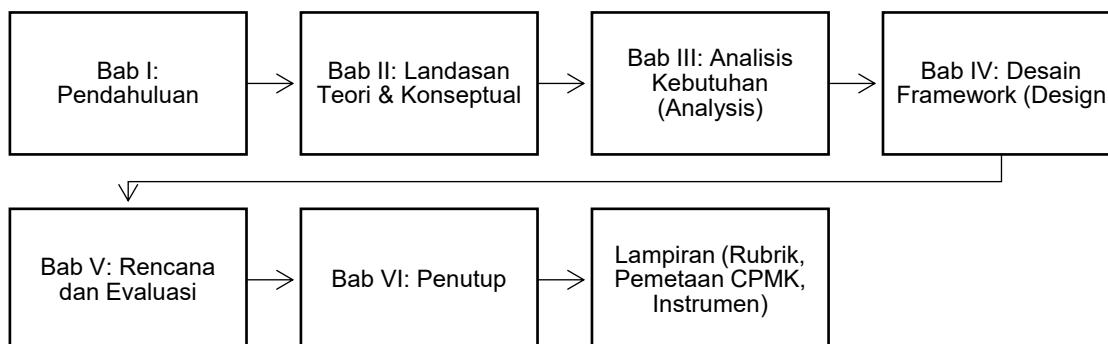 Bab I:
Pendahuluan
Bab II: Landasan
Teori & Konseptual
Bab III: Analisis
Kebutuhan
(Analysis)
Bab IV: Desain
Framework (Design
Bab V: Rencana
dan Evaluasi
Bab VI: Penutup
Lampiran (Rubrik,
Pemetaan CPMK,
Instrumen)